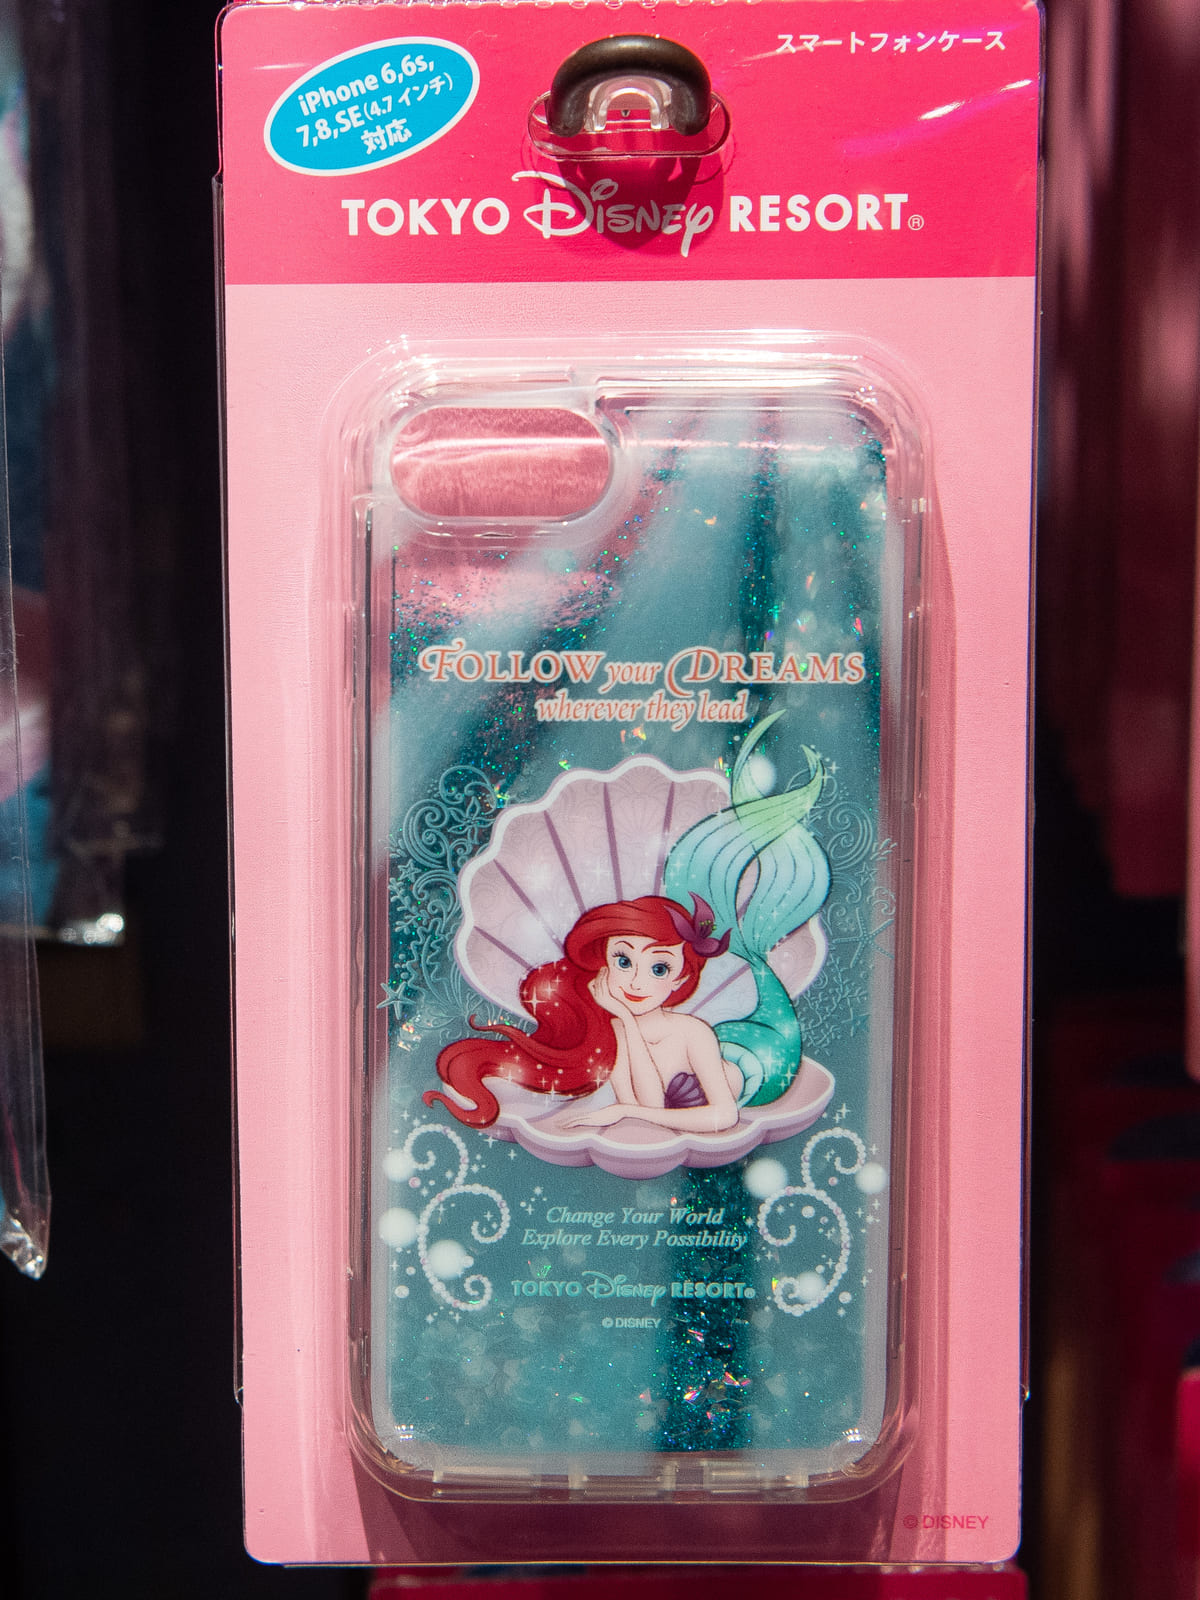 スマートフォンケース
iPhone 6,6s,
7,8,SE(4.7 インチ)
対応
TOKYO Disney RESORT®
FOLLOW your DREAMS
wherever they lead
Change Your World
Explore Every Possibility
TOKYO Disney RESORT®
© DISNEY
© DISNEY